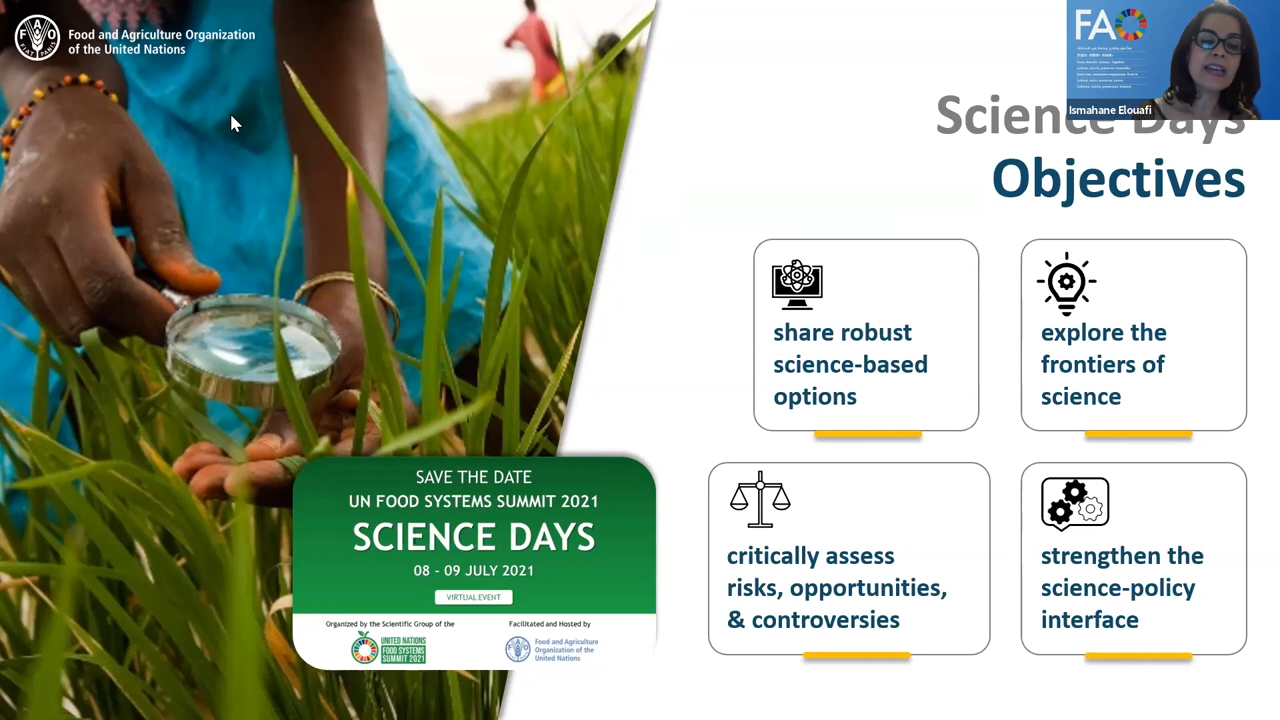 FAO
FIAT PANIS
Food and Agriculture Organization
of the United Nations
FAO
Ismahane Elouafi
Science Days
Objectives
share robust
science-based
options
explore the
frontiers of
science
critically assess
risks, opportunities,
& controversies
strengthen the
science-policy
interface
SAVE THE DATE
UN FOOD SYSTEMS SUMMIT 2021
SCIENCE DAYS
08 - 09 JULY 2021
VIRTUAL EVENT
Organized by the Scientific Group of the
UNITED NATIONS
FOOD SYSTEMS
SUMMIT 2021
Facilitated and Hosted by
Food and Agriculture
Organization of the
United Nations